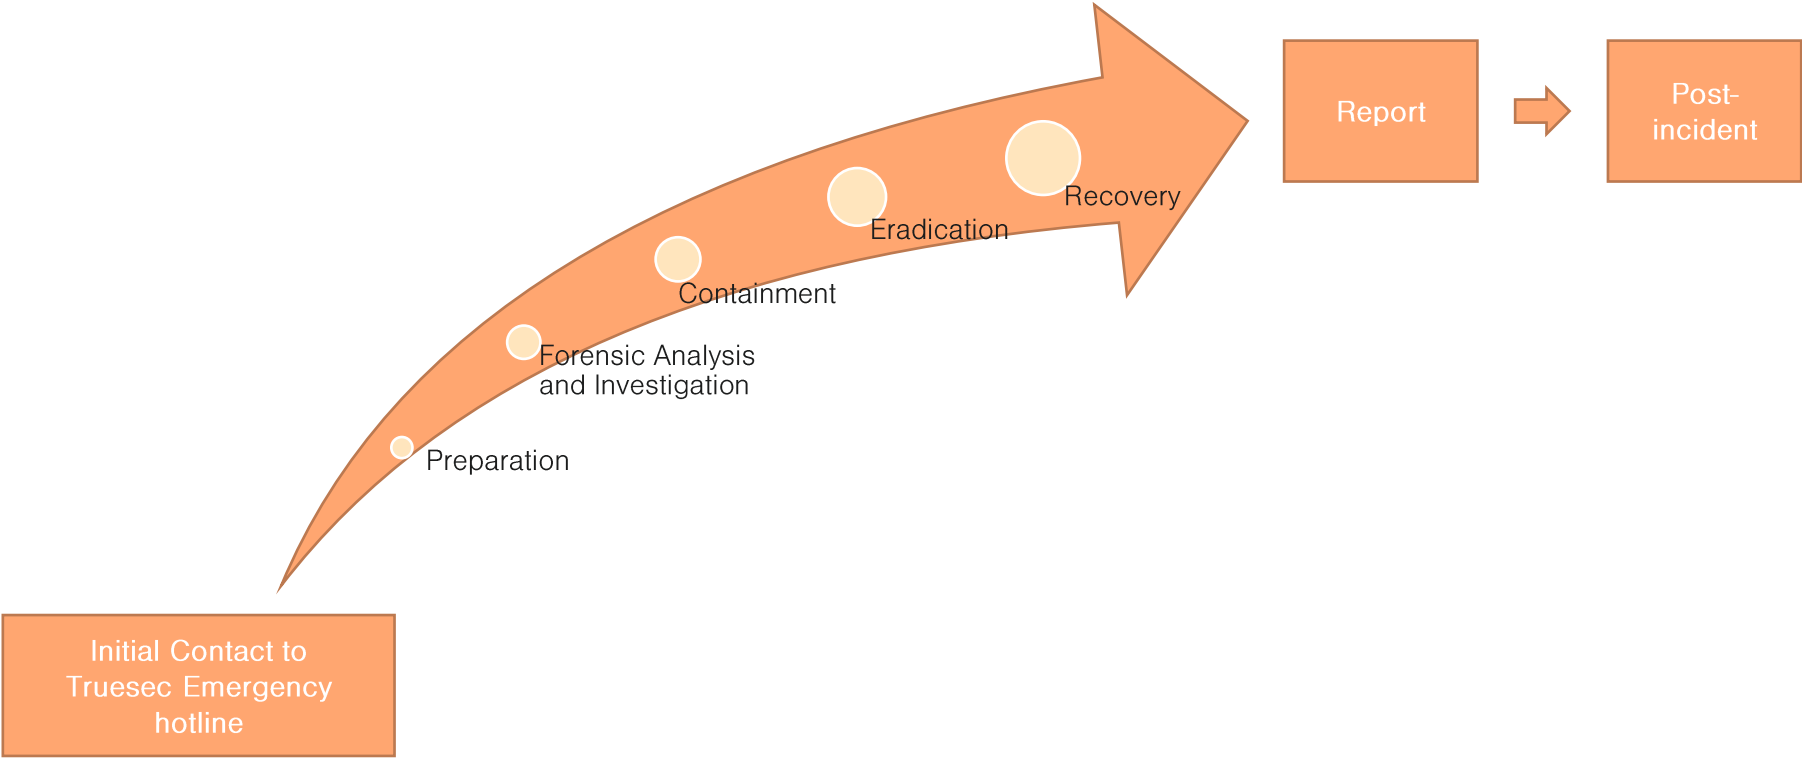 Initial Contact to
Truesec Emergency
hotline
Preparation
Forensic Analysis
and Investigation
Containment
Eradication
Recovery
Report
Post-
incident